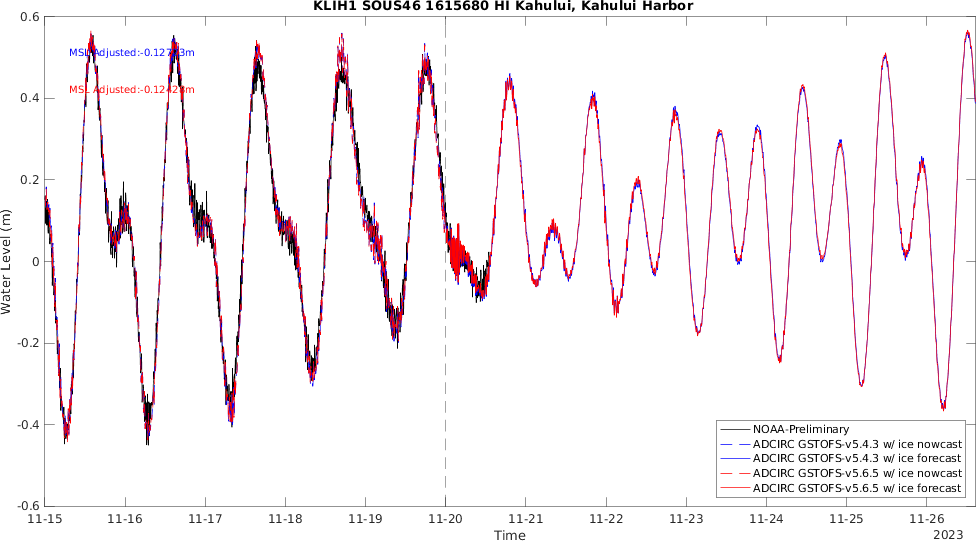 KLIH1 SOUS46 1615680 HI Kahului, Kahului Harbor
0.6
0.4
0.2
0
-0.2
-0.4
-0.6
Water Level (m)
MSL Adjusted:
MSL Adjusted:
NOAA-Preliminary
ADCIRC GSTOFS-v5.4.3 w/ ice nowcast
ADCIRC GSTOFS-v5.4.3 w/ ice forecast
ADCIRC GSTOFS-v5.6.5 w/ ice nowcast
ADCIRC GSTOFS-v5.6.5 w/ ice forecast
11-15 11-16 11-17 11-18 11-19 11-20 11-21 11-22 11-23 11-24 11-25 11-26
Time
2023